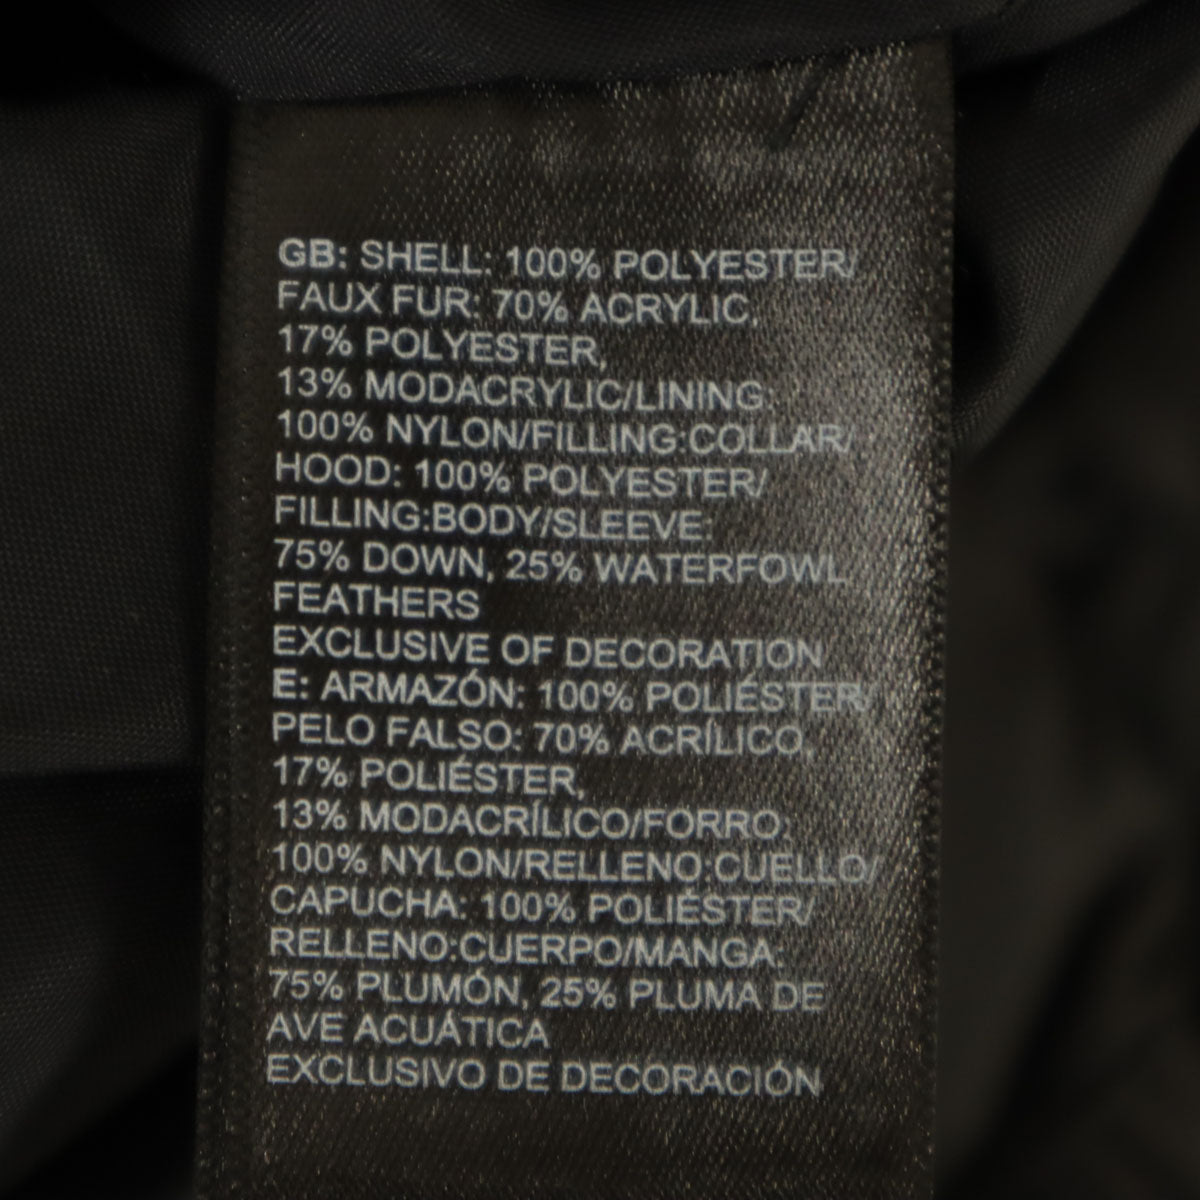 GB: SHELL: 100% POLYESTER/
FAUX FUR: 70% ACRYLIC,
17% POLYESTER,
13% MODACRYLIC/LINING:
100% NYLON/FILLING:COLLAR/
HOOD: 100% POLYESTER/
FILLING:BODY/SLEEVE:
75% DOWN, 25% WATERFOWL
FEATHERS
EXCLUSIVE OF DECORATION
E: ARMAZÓN: 100% POLIÉSTER/
PELO FALSO: 70% ACRÍLICO,
17% POLIÉSTER,
13% MODACRÍLICO/FORRO:
100% NYLON/RELLENO:CUELLO/
CAPUCHA: 100% POLIÉSTER/
RELLENO:CUERPO/MANGA:
75% PLUMÓN, 25% PLUMA DE
AVE ACUÁTICA
EXCLUSIVO DE DECORACIÓN